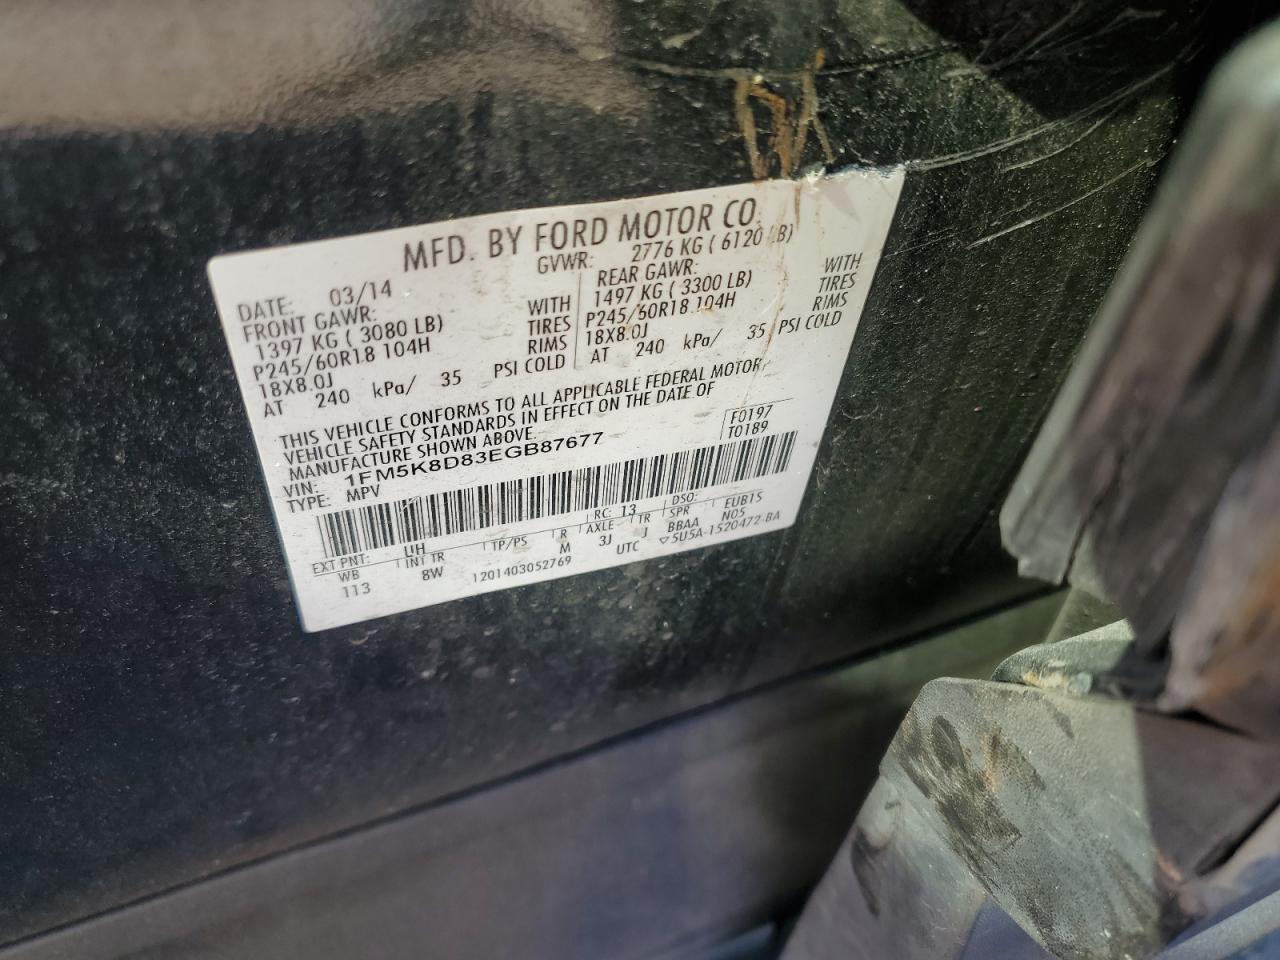 MFD. BY FORD MOTOR CO.
DATE: 03/14 GVWR: 2776 KG ( 6120 LB)
FRONT GAWR: REAR GAWR:
1397 KG ( 3080 LB) WITH 1497 KG ( 3300 LB) WITH
P245/60R18 104H TIRES P245/60R18 104H TIRES
18X8.0J RIMS 18X8.0J RIMS
AT 240 kPa/ 35 PSI COLD AT 240 kPa/ 35 PSI COLD
THIS VEHICLE CONFORMS TO ALL APPLICABLE FEDERAL MOTOR
VEHICLE SAFETY STANDARDS IN EFFECT ON THE DATE OF
MANUFACTURE SHOWN ABOVE.
VIN: 1FM5K8D83EGB87677 F0197
TYPE: MPV T0189
EXT PNT: UH RC: 13 DSO:
WB INT TR TP/PS R AXLE TR SPR EUB1S
113 8W M 3J J BBAA N05
1201403052769 UTC ▽5U5A-1520472-BA